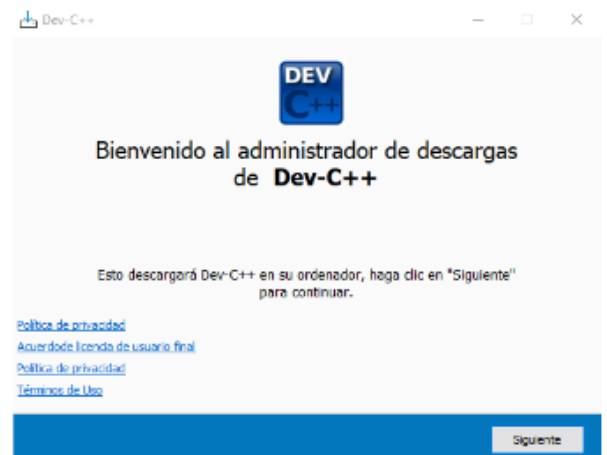 Dev-C++
DEV
C++
Bienvenido al administrador de descargas
de Dev-C++
Esto descargará Dev-C++ en su ordenador, haga clic en "Siguiente"
para continuar.
Política de privacidad
Acuerdode licencia de usuario final
Política de privacidad
Términos de Uso
Siguiente